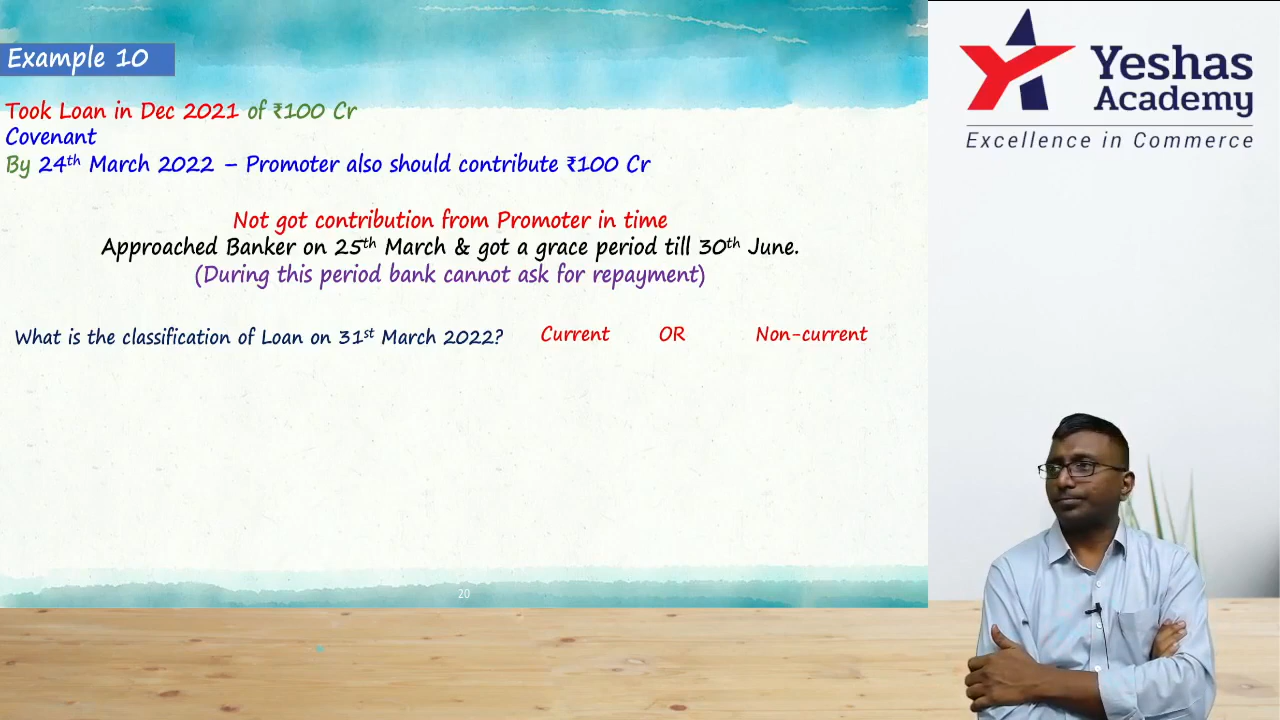 Example 10
Took Loan in Dec 2021 of ₹100 Cr
Covenant
By 24th March 2022 – Promoter also should contribute ₹100 Cr
Not got contribution from Promoter in time
Approached Banker on 25th March & got a grace period till 30th June.
(During this period bank cannot ask for repayment)
What is the classification of Loan on 31st March 2022? Current OR Non-current
20
Yeshas
Academy
Excellence in Commerce